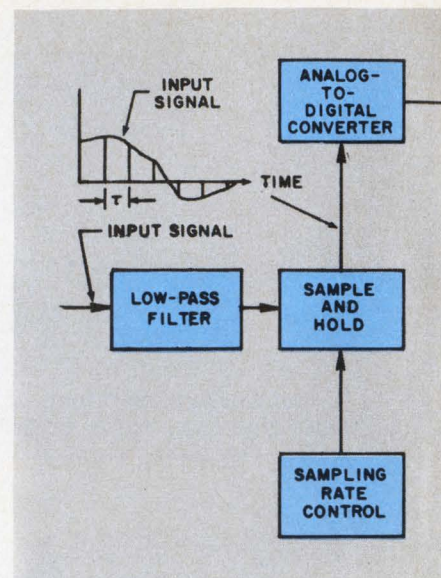 INPUT
SIGNAL
ANALOG-
TO-
DIGITAL
CONVERTER
τ
TIME
INPUT SIGNAL
LOW-PASS
FILTER
SAMPLE
AND
HOLD
SAMPLING
RATE
CONTROL